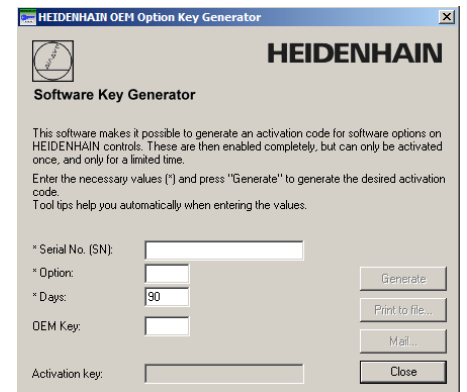 HEIDENHAIN OEM Option Key Generator
HEIDENHAIN
Software Key Generator
This software makes it possible to generate an activation code for software options on
HEIDENHAIN controls. These are then enabled completely, but can only be activated
once, and only for a limited time.
Enter the necessary values (*) and press "Generate" to generate the desired activation
code.
Tool tips help you automatically when entering the values.
* Serial No. (SN):
* Option:
Generate
* Days:
90
Print to file...
OEM Key:
Mail...
Activation key:
Close